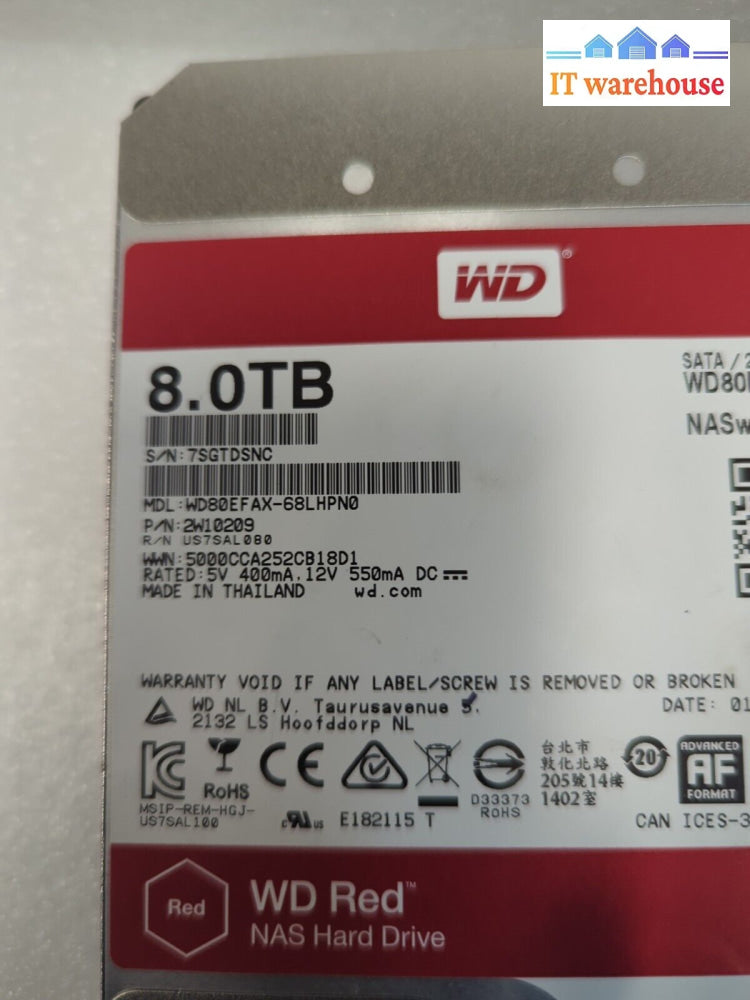 IT warehouse
WD®
8.0TB
SATA / 2
WD80
NASw
S/N:7SGTDSNC
MDL:WD80EFAX-68LHPN0
P/N:2W10209
R/N US7SAL080
WWN:5000CCA252CB18D1
RATED:5V 400mA,12V 550mA DC
MADE IN THAILAND wd.com
WARRANTY VOID IF ANY LABEL/SCREW IS REMOVED OR BROKEN
WD NL B.V. Taurusavenue 5.
2132 LS Hoofddorp NL
DATE: 01
RoHS
MSIP-REM-HGJ-
US7SAL100
CE
c UR us E182115 T
D33373
ROHS
台北市
敦化北路
205號14樓
1402室
20
ADVANCED
AF
FORMAT
CAN ICES-3
Red
WD Red™
NAS Hard Drive